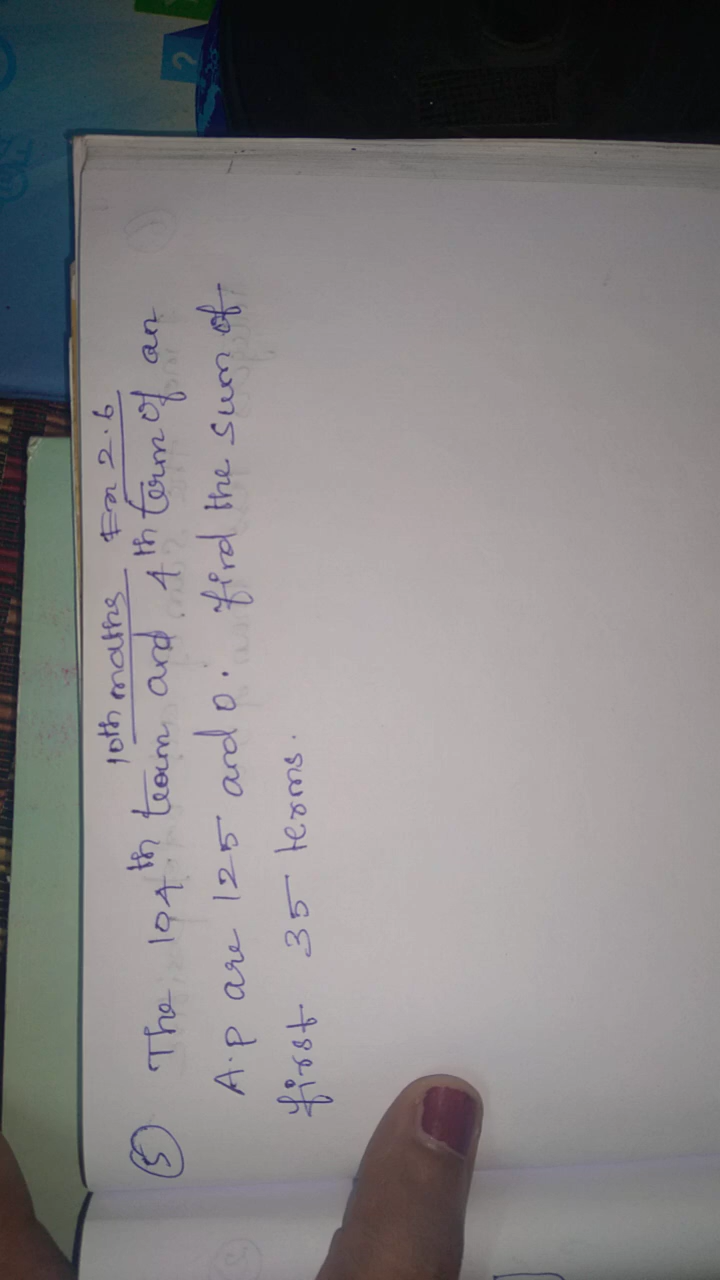 10th maths Ex 2.6
⑤ The 104th term and 4th term of an
A.p are 125 and 0. find the sum of
first 35 terms.